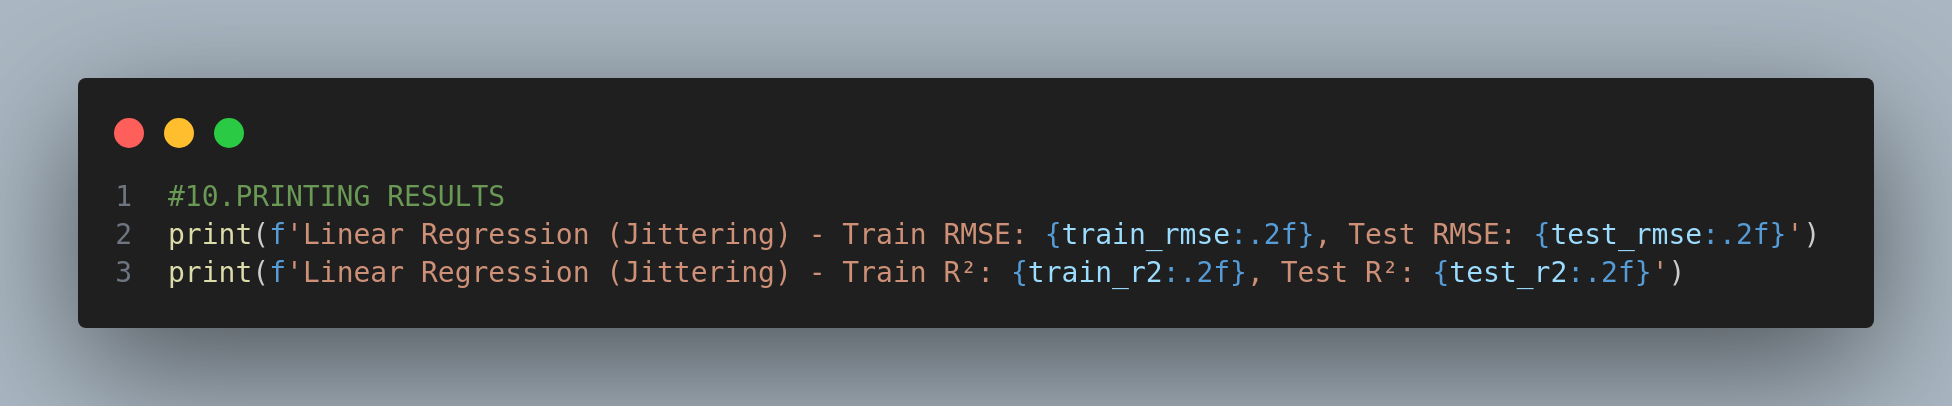 1 #10.PRINTING RESULTS
2 print(f'Linear Regression (Jittering) - Train RMSE: {train_rmse:.2f}, Test RMSE: {test_rmse:.2f}')
3 print(f'Linear Regression (Jittering) - Train R²: {train_r2:.2f}, Test R²: {test_r2:.2f}')